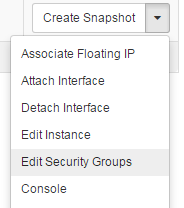 Create Snapshot
Associate Floating IP
Attach Interface
Detach Interface
Edit Instance
Edit Security Groups
Console